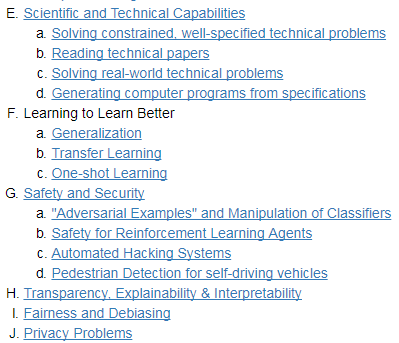 E. Scientific and Technical Capabilities
a. Solving constrained, well-specified technical problems
b. Reading technical papers
c. Solving real-world technical problems
d. Generating computer programs from specifications
F. Learning to Learn Better
a. Generalization
b. Transfer Learning
c. One-shot Learning
G. Safety and Security
a. "Adversarial Examples" and Manipulation of Classifiers
b. Safety for Reinforcement Learning Agents
c. Automated Hacking Systems
d. Pedestrian Detection for self-driving vehicles
H. Transparency, Explainability & Interpretability
I. Fairness and Debiasing
J. Privacy Problems